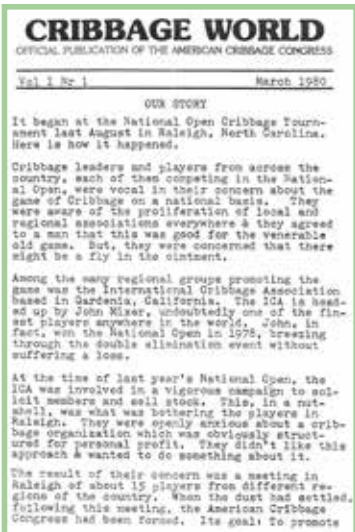 CRIBBAGE WORLD
OFFICIAL PUBLICATION OF THE AMERICAN CRIBBAGE CONGRESS
Vol I Nr 1 March 1980
OUR STORY
It began at the National Open Cribbage Tourn-
ament last August in Raleigh, North Carolina.
Here is how it happened.
Cribbage leaders and players from across the
country, each of them competing in the Nation-
al Open, were vocal in their concern about the
game of Cribbage on a national basis. They
were aware of the proliferation of local and
regional associations everywhere & they agreed
to a man that this was good for the venerable
old game. But, they were concerned that there
might be a fly in the ointment.
Among the many regional groups promoting the
game was the International Cribbage Association
based in Gardenia, California. The ICA is head-
ed up by John Mixer, undoubtedly one of the fin-
est players anywhere in the world. John, in
fact, won the National Open in 1978, breezing
through the double elimination event without
suffering a loss.
At the time of last year's National Open, the
ICA was involved in a vigorous campaign to sol-
icit members and sell stock. This, in a nut-
shell, was what was bothering the players in
Raleigh. They were openly anxious about a crib-
bage organization which was obviously struct-
ured for personal profit. They didn't like this
approach & wanted to do something about it.
The result of their concern was a meeting in
Raleigh of about 15 players from different re-
gions of the country. When the dust had settled,
following this meeting, the American Cribbage
Congress had been formed. Its goal: To promote